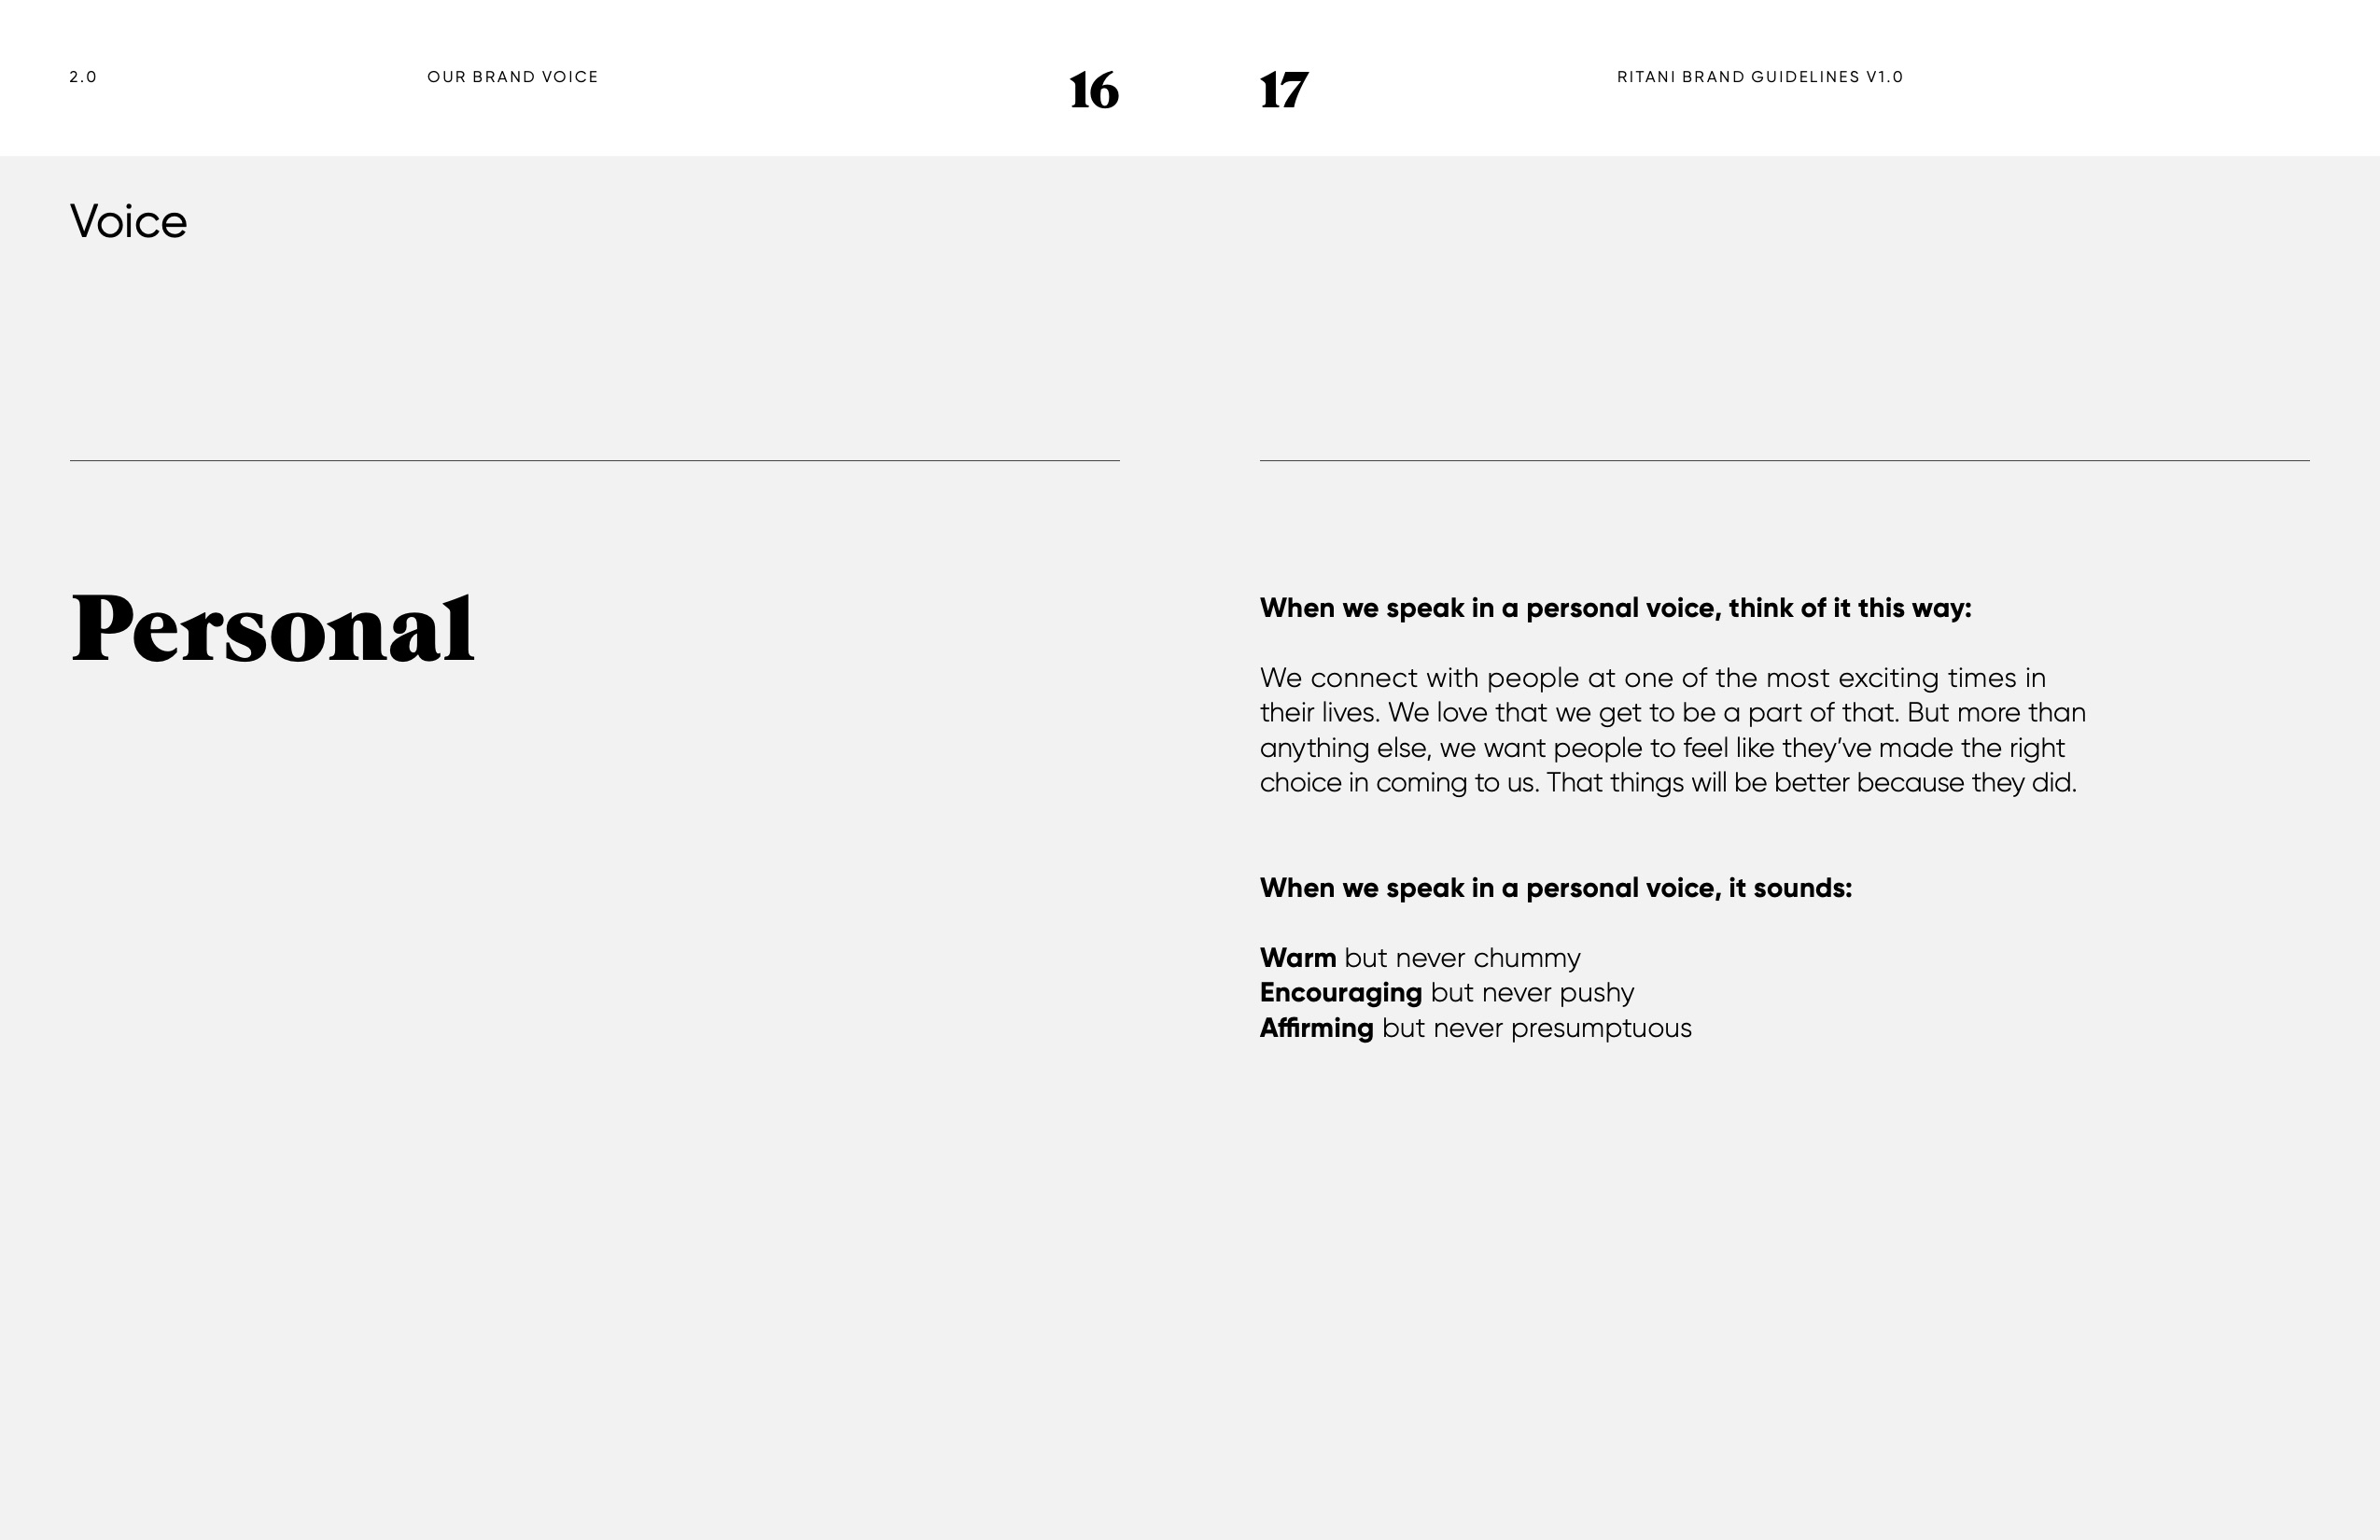 2.0
OUR BRAND VOICE
16
17
RITANI BRAND GUIDELINES V1.0
Voice
Personal
When we speak in a personal voice, think of it this way:
We connect with people at one of the most exciting times in
their lives. We love that we get to be a part of that. But more than
anything else, we want people to feel like they’ve made the right
choice in coming to us. That things will be better because they did.
When we speak in a personal voice, it sounds:
Warm but never chummy
Encouraging but never pushy
Affirming but never presumptuous